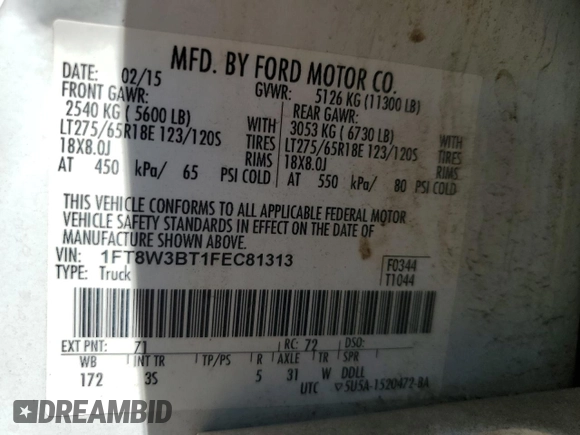 MFD. BY FORD MOTOR CO.
DATE: 02/15 GVWR: 5126 KG (11300 LB)
FRONT GAWR: REAR GAWR:
2540 KG ( 5600 LB) WITH 3053 KG ( 6730 LB) WITH
LT275/65R18E 123/120S TIRES LT275/65R18E 123/120S TIRES
18X8.0J RIMS 18X8.0J RIMS
AT 450 kPa/ 65 PSI COLD AT 550 kPa/ 80 PSI COLD
THIS VEHICLE CONFORMS TO ALL APPLICABLE FEDERAL MOTOR
VEHICLE SAFETY STANDARDS IN EFFECT ON THE DATE OF
MANUFACTURE SHOWN ABOVE.
VIN: 1FT8W3BT1FEC81313 F0344
TYPE: Truck T1044
EXT PNT: Z1 RC: 72 DSO:
WB INT TR TP/PS R AXLE TR SPR
172 3S 5 31 W DDLL
UTC 5U5A-1520472-BA
DREAMBID